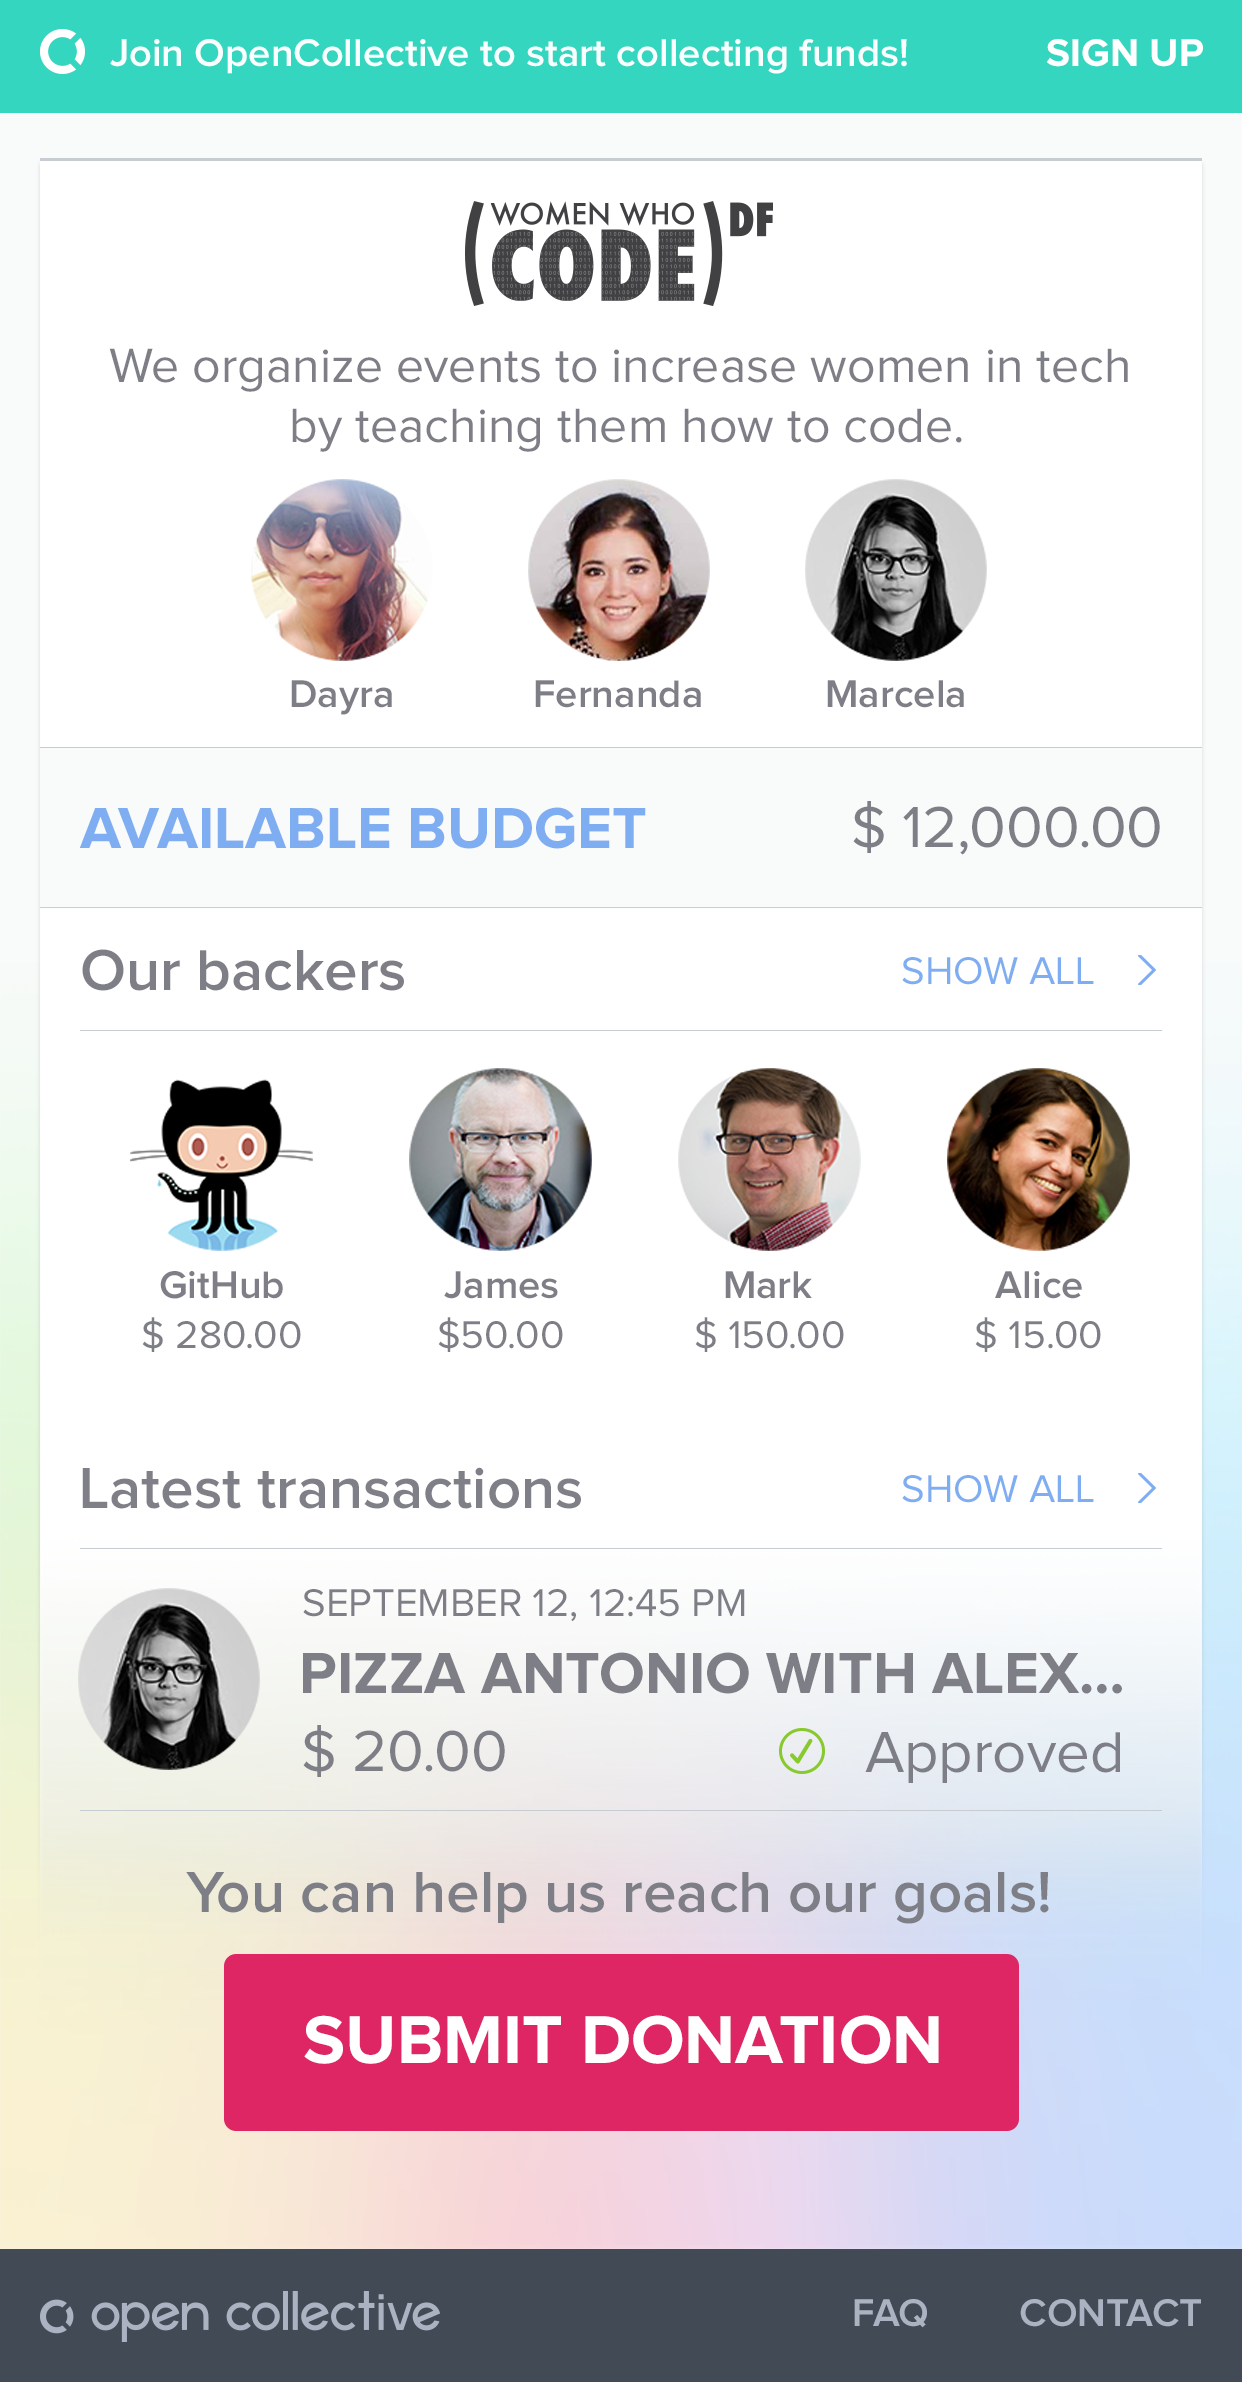 Join OpenCollective to start collecting funds!
SIGN UP
(WOMEN WHO CODE) DF
We organize events to increase women in tech
by teaching them how to code.
Dayra
Fernanda
Marcela
AVAILABLE BUDGET
$ 12,000.00
Our backers
SHOW ALL
GitHub
$ 280.00
James
$50.00
Mark
$ 150.00
Alice
$ 15.00
Latest transactions
SHOW ALL
SEPTEMBER 12, 12:45 PM
PIZZA ANTONIO WITH ALEX...
$ 20.00
Approved
You can help us reach our goals!
SUBMIT DONATION
open collective
FAQ
CONTACT